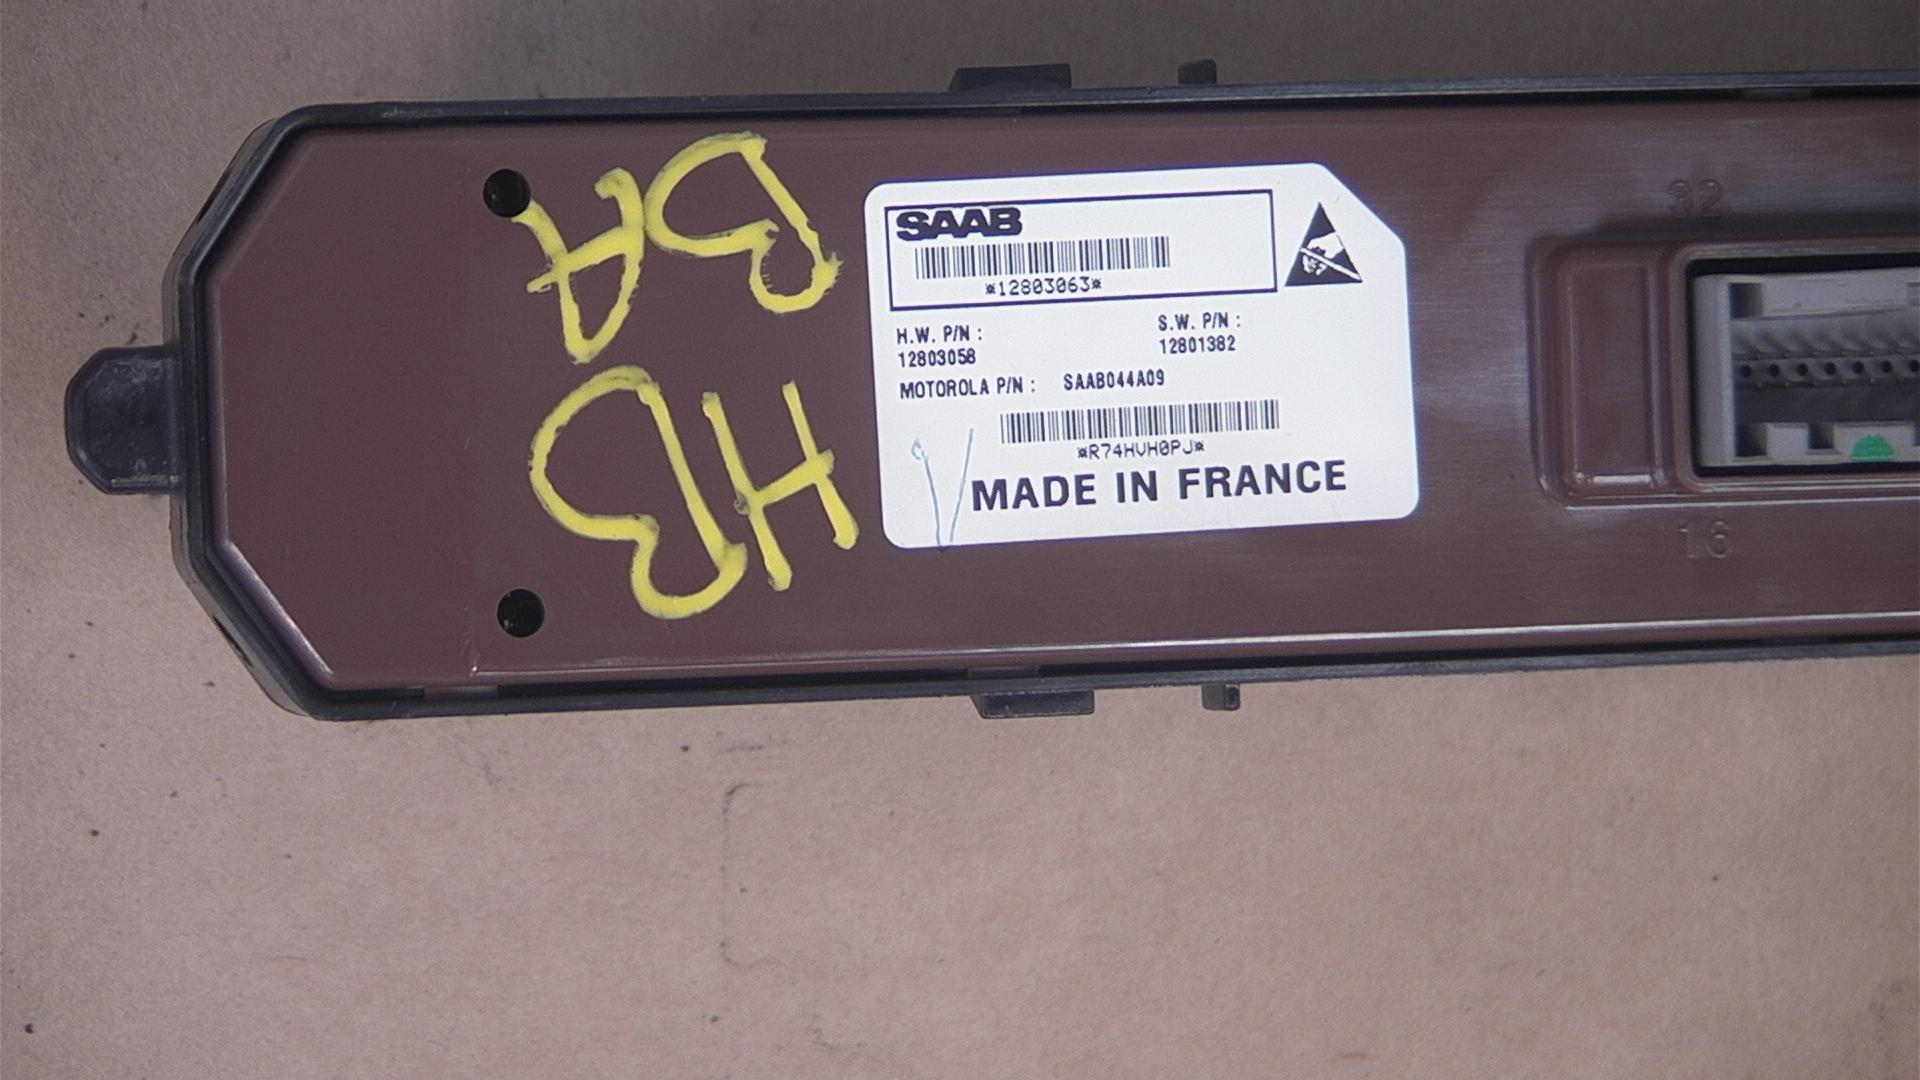 BA
HB
SAAB
*12803063*
H.W. P/N :
12803058
S.W. P/N :
12801382
MOTOROLA P/N : SAAB044A09
*R74HVH0PJ*
MADE IN FRANCE
32
16